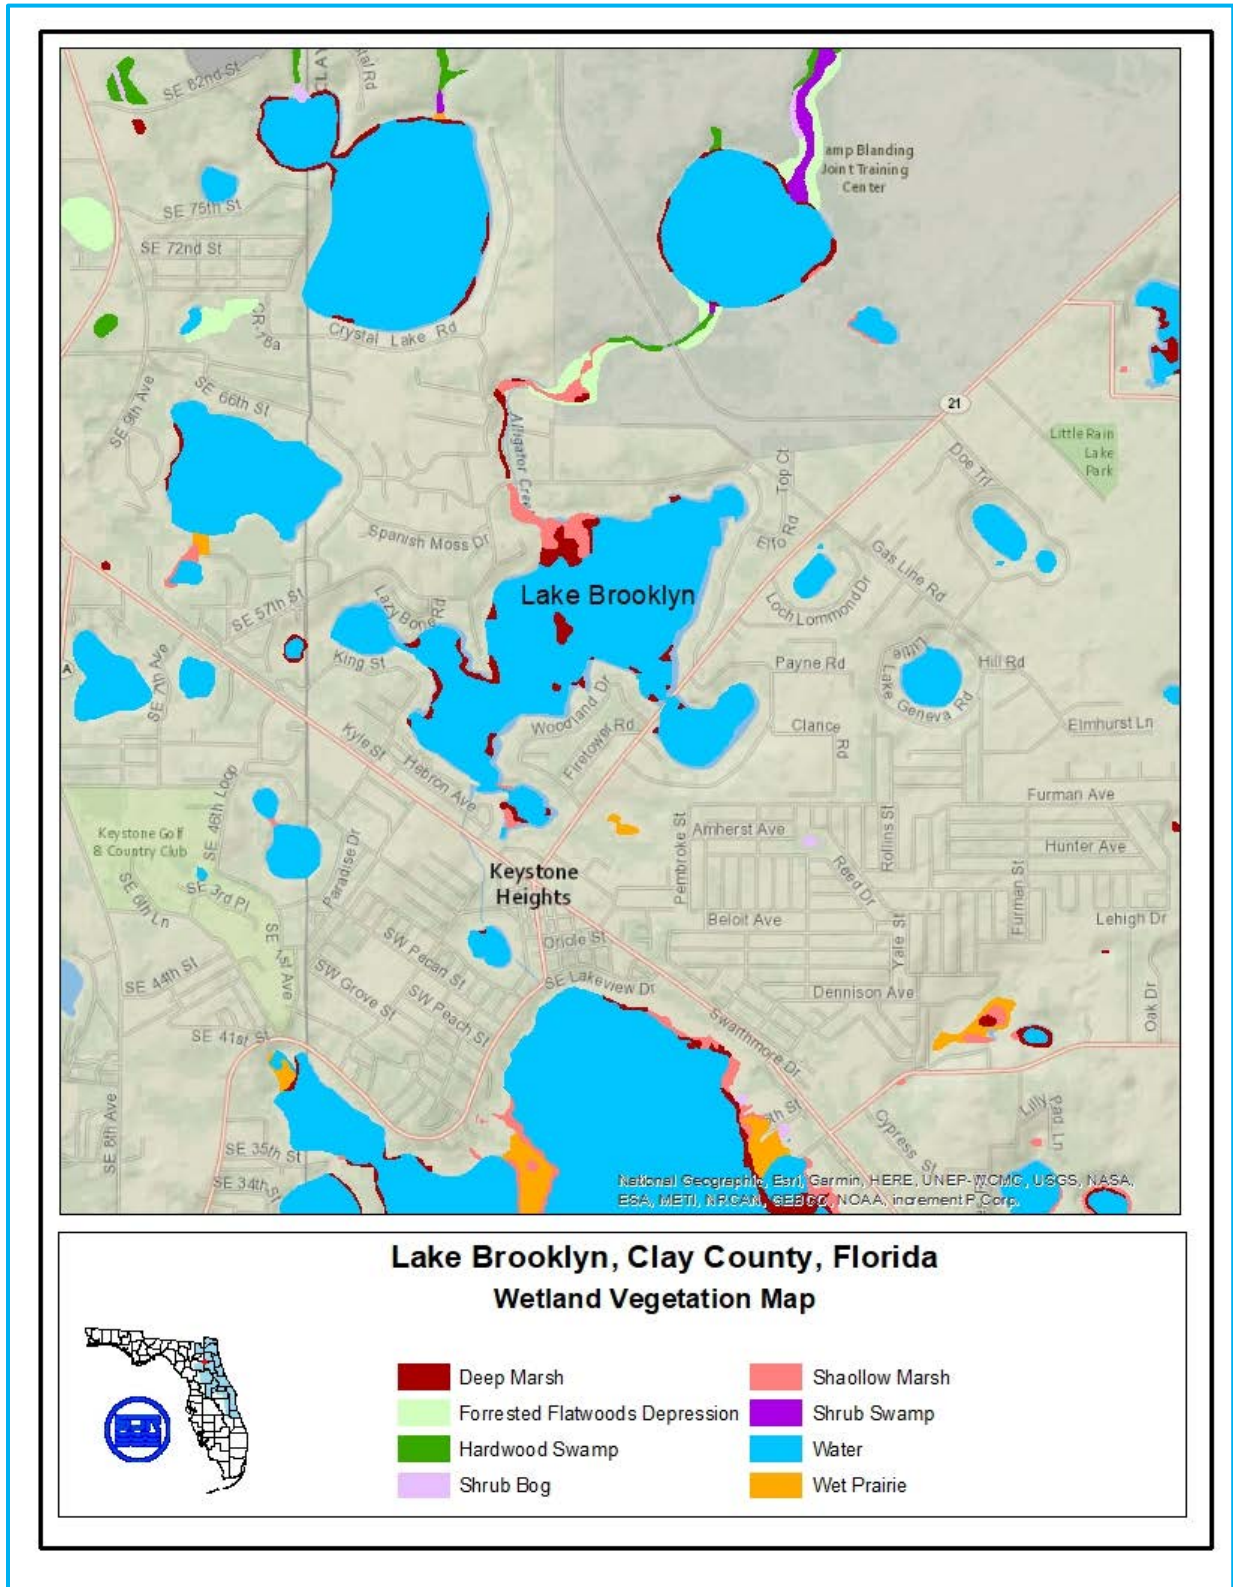 SE 82nd St
CLAY
stal Rd
amp Blanding
Joint Training
Center
SE 75th St
SE 72nd St
CR-78a
Crystal Lake Rd
SE 9th Ave
SE 66th St
21
Little Rain
Lake
Park
Alligator Creek
Doe Trl
Top Ct
Elfo Rd
Spanish Moss Dr
Gas Line Rd
Lake Brooklyn
Loch Lommond Dr
Lazy Bone Rd
SE 57th St
King St
Payne Rd
Little Lake Geneva Rd
Hill Rd
A
SE 7th Ave
Woodland Dr
Firetower Rd
Clance Rd
Elmhurst Ln
Kyle St
Hebron Ave
SE 46th Loop
Furman Ave
Keystone Golf
& Country Club
Paradise Dr
Pembroke St
Amherst Ave
Rollins St
Hunter Ave
Keystone
Heights
Reed Dr
SE 3rd Pl
SE 6th Ln
Beloit Ave
Yale St
Furman St
Lehigh Dr
SE 1st Ave
SW Pecan St
Oriole St
SE 44th St
SW Grove St
SE Lakeview Dr
Dennison Ave
SW Peach St
Swarthmore Dr
Oak Dr
SE 41st St
SE 8th Ave
Cypress St
Lilly Pad Ln
SE 35th St
SE 34th St
National Geographic, Esri, Garmin, HERE, UNEP-WCMC, USGS, NASA,
ESA, METI, NRCAN, GEBCO, NOAA, increment P Corp.
Lake Brooklyn, Clay County, Florida
Wetland Vegetation Map
Deep Marsh
Shaollow Marsh
Forrested Flatwoods Depression
Shrub Swamp
Hardwood Swamp
Water
Shrub Bog
Wet Prairie